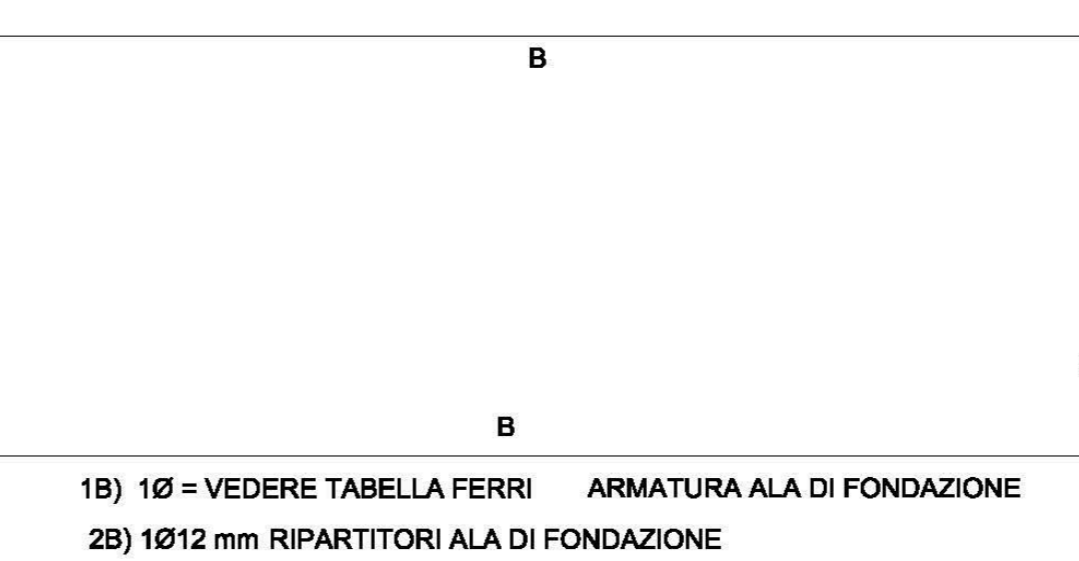 B
B
1B) 1Ø = VEDERE TABELLA FERRI ARMATURA ALA DI FONDAZIONE
2B) 1Ø12 mm RIPARTITORI ALA DI FONDAZIONE